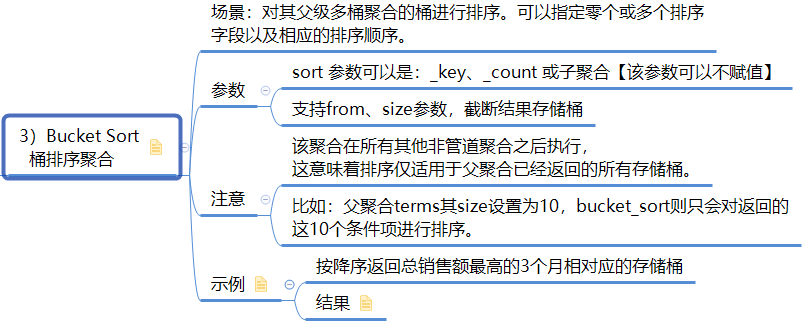 3）Bucket Sort
桶排序聚合
场景：对其父级多桶聚合的桶进行排序。可以指定零个或多个排序
字段以及相应的排序顺序。
参数
sort 参数可以是：_key、_count 或子聚合【该参数可以不赋值】
支持from、size参数，截断结果存储桶
注意
该聚合在所有其他非管道聚合之后执行，
这意味着排序仅适用于父聚合已经返回的所有存储桶。
比如：父聚合terms其size设置为10，bucket_sort则只会对返回的
这10个条件项进行排序。
示例
按降序返回总销售额最高的3个月相对应的存储桶
结果